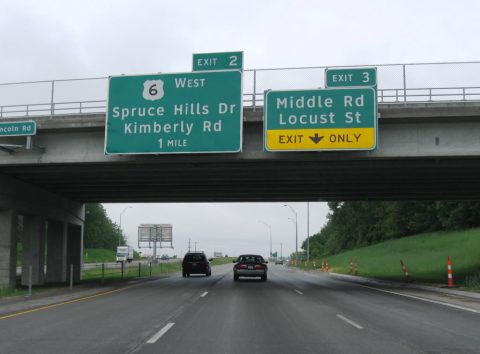 EXIT 2
6 WEST
Spruce Hills Dr
Kimberly Rd
1 MILE
EXIT 3
Middle Rd
Locust St
EXIT ONLY
ncoln Rd